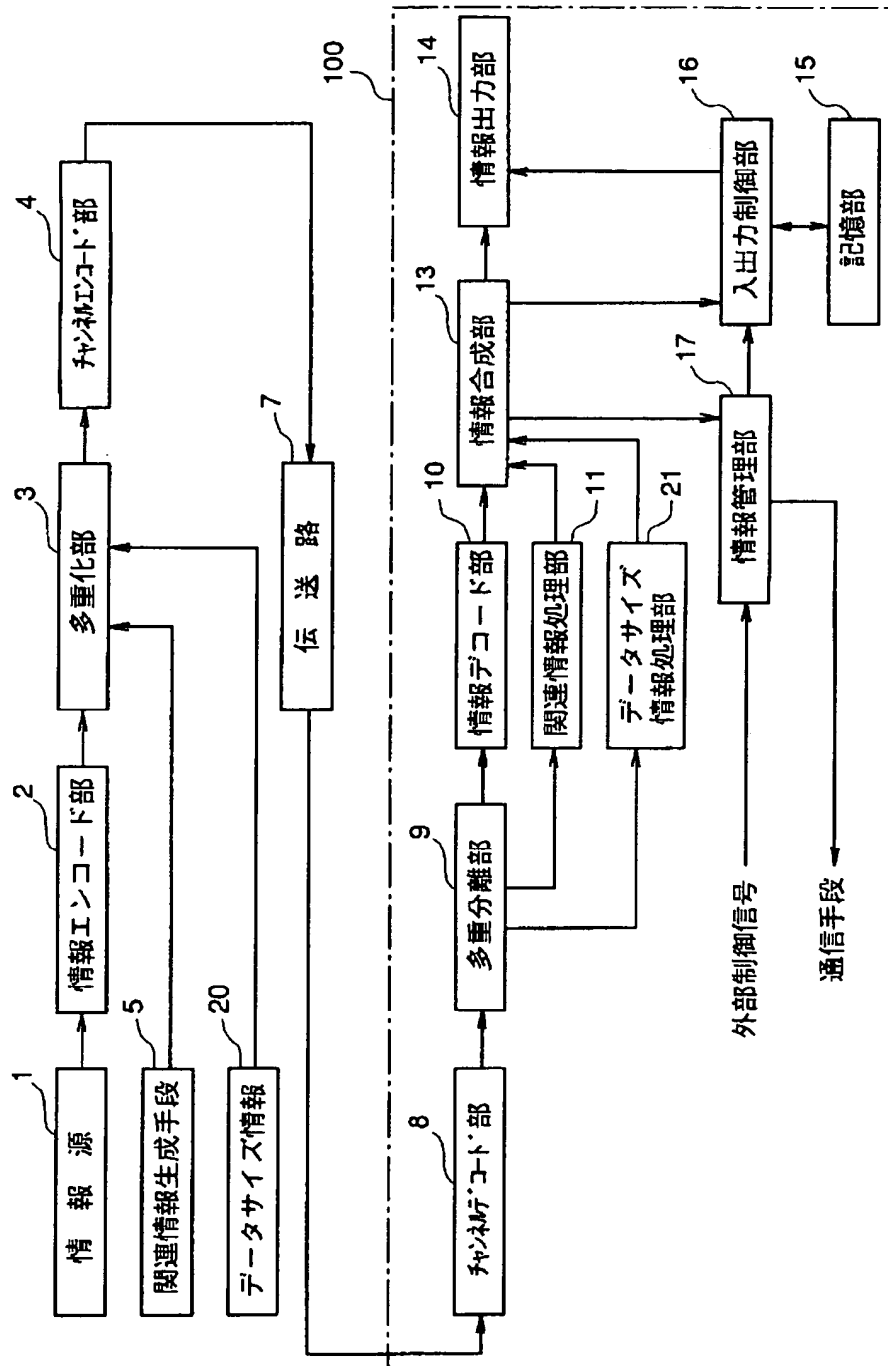 1
情報源
2
情報エンコード部
3
多重化部
4
チャンネルエンコード部
5
関連情報生成手段
20
データサイズ情報
7
伝送路
100
8
チャンネルデコード部
9
多重分離部
10
情報デコード部
11
関連情報処理部
21
データサイズ
情報処理部
13
情報合成部
14
情報出力部
17
情報管理部
16
入出力制御部
15
記憶部
外部制御信号
通信手段